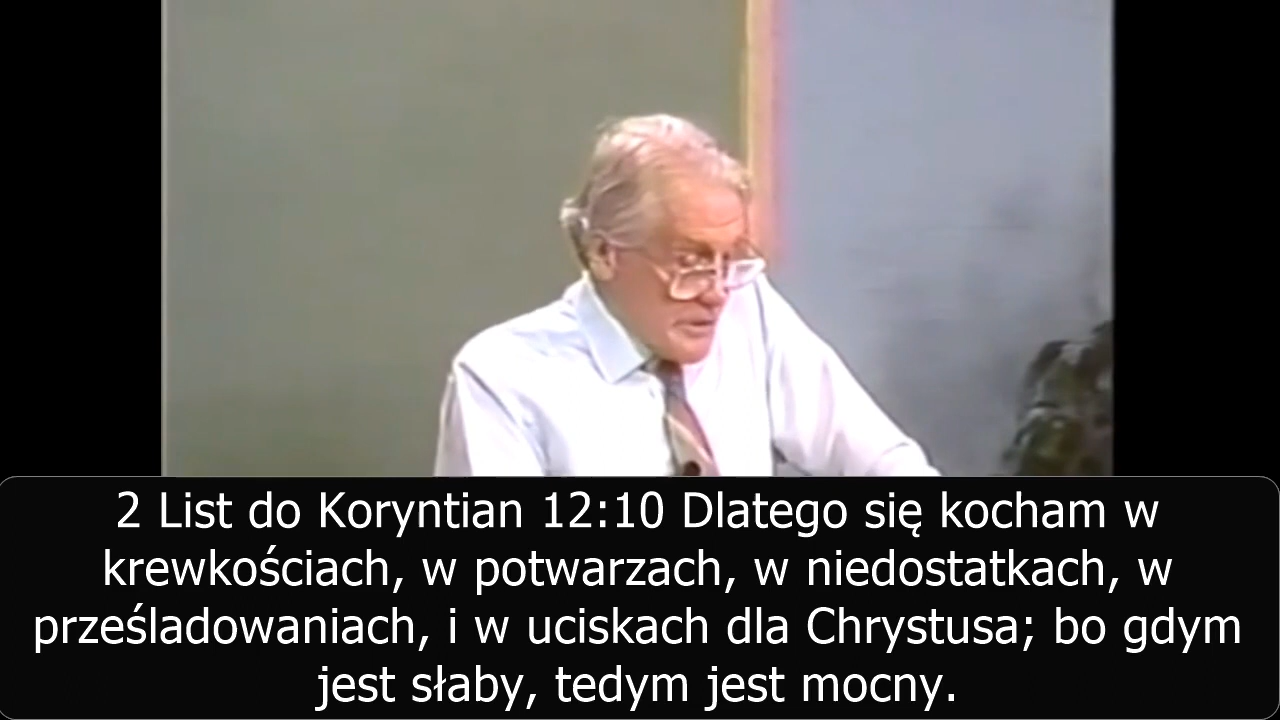 2 List do Koryntian 12:10 Dlatego się kocham w
krewkościach, w potwarzach, w niedostatkach, w
prześladowaniach, i w uciskach dla Chrystusa; bo gdym
jest słaby, tedym jest mocny.